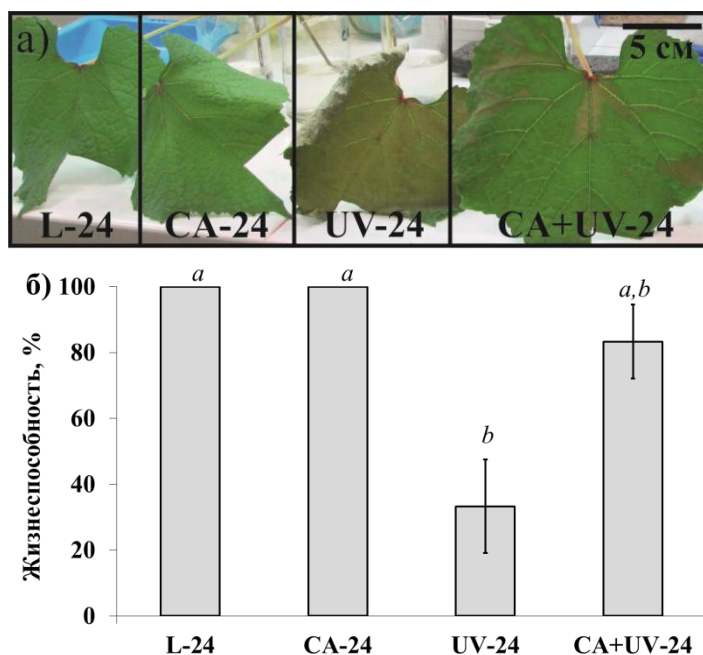 а)
5 см
L-24 CA-24 UV-24 CA+UV-24
б)
Жизнеспособность, %
100
80
60
40
20
0
a a b a,b
L-24 CA-24 UV-24 CA+UV-24